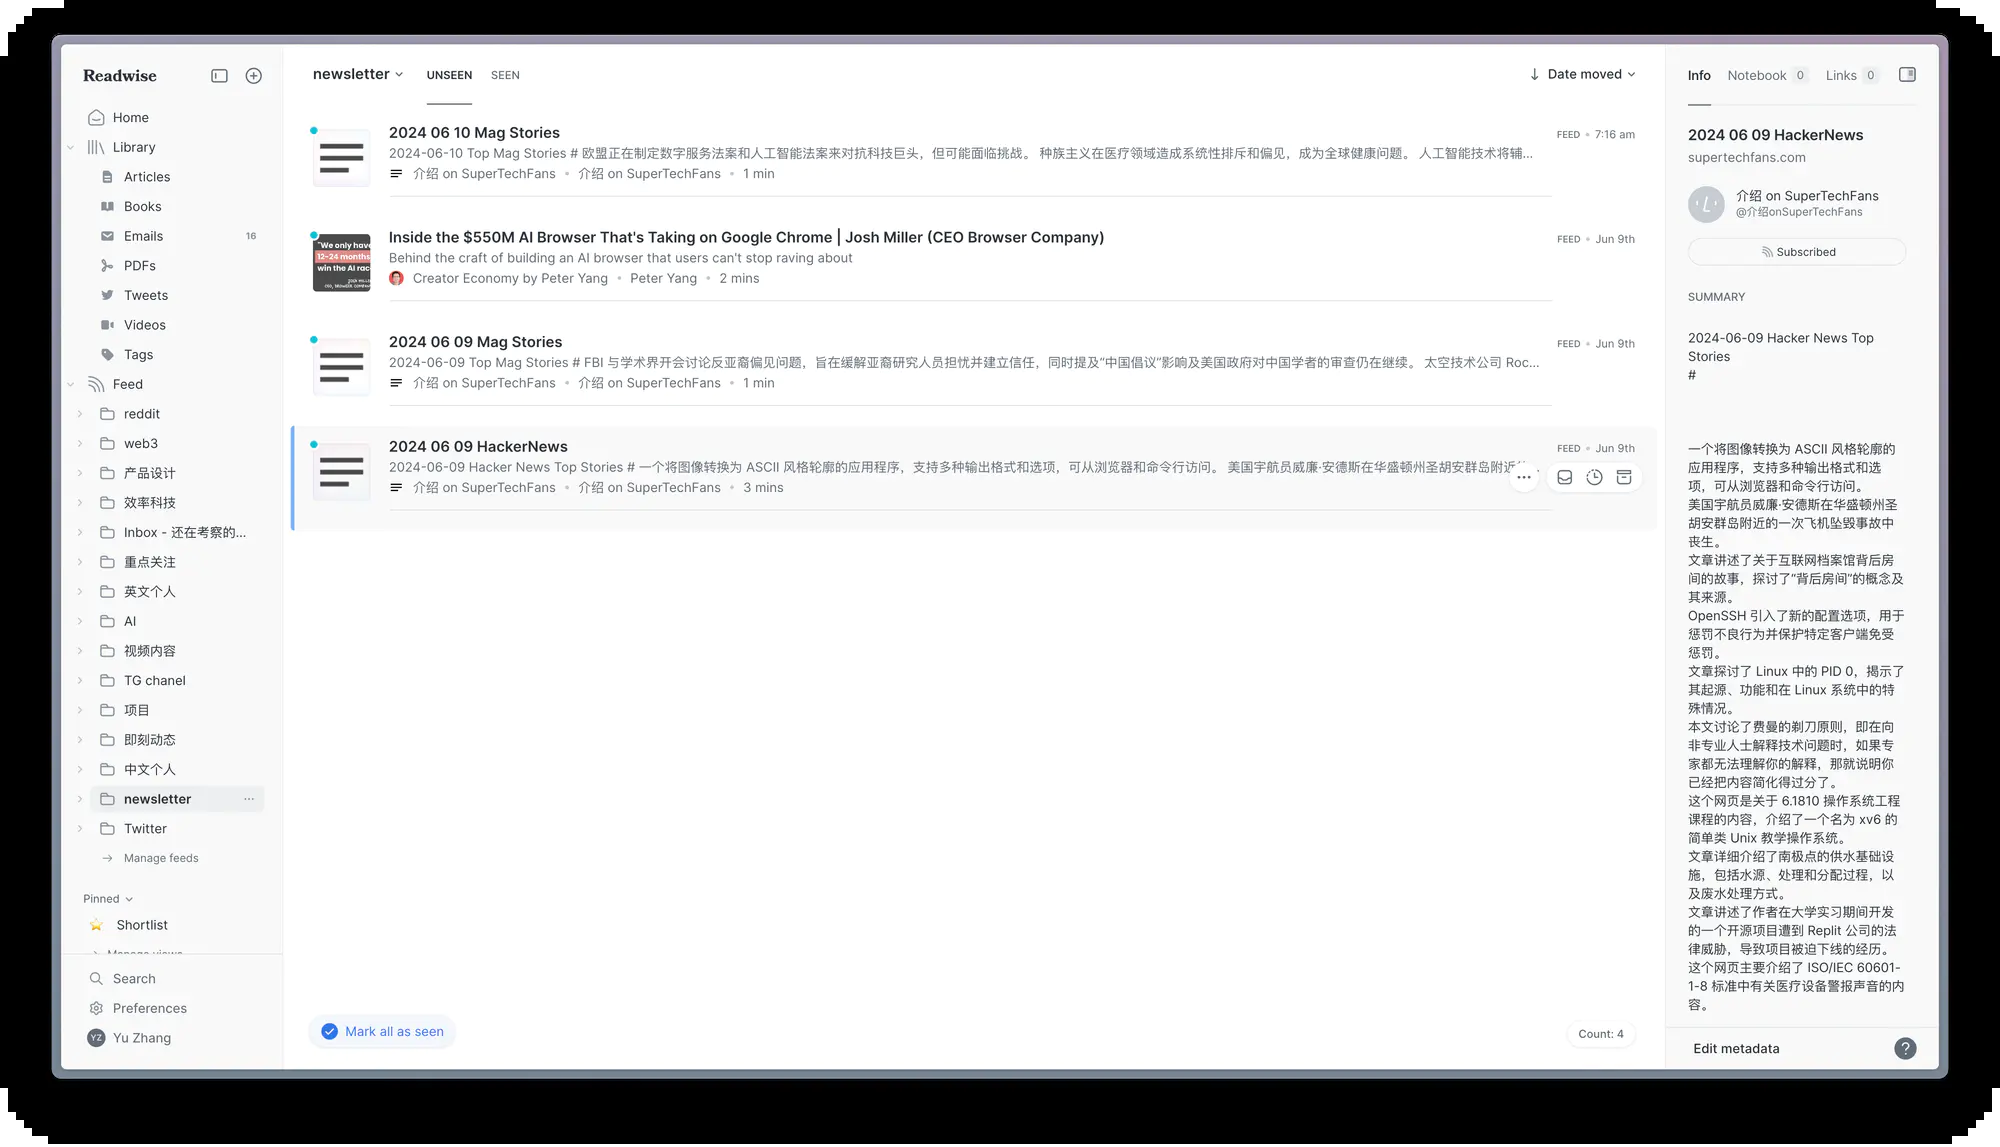 Readwise
Home
Library
Articles
Books
Emails 16
PDFs
Tweets
Videos
Tags
Feed
reddit
web3
产品设计
效率科技
Inbox - 还在考察的...
重点关注
英文个人
AI
视频内容
TG chanel
项目
即刻动态
中文个人
newsletter ...
Twitter
Manage feeds
Pinned
Shortlist
Manage views
Search
Preferences
YZ Yu Zhang
newsletter UNSEEN SEEN
Date moved
2024 06 10 Mag Stories
FEED • 7:16 am
2024-06-10 Top Mag Stories # 欧盟正在制定数字服务法案和人工智能法案来对抗科技巨头，但可能面临挑战。 种族主义在医疗领域造成系统性排斥和偏见，成为全球健康问题。 人工智能技术将辅...
介绍 on SuperTechFans • 介绍 on SuperTechFans • 1 min
"We only have
12-24 months
win the AI rac
Inside the $550M AI Browser That's Taking on Google Chrome | Josh Miller (CEO Browser Company)
FEED • Jun 9th
Behind the craft of building an AI browser that users can't stop raving about
Creator Economy by Peter Yang • Peter Yang • 2 mins
2024 06 09 Mag Stories
FEED • Jun 9th
2024-06-09 Top Mag Stories # FBI 与学术界开会讨论反亚裔偏见问题，旨在缓解亚裔研究人员担忧并建立信任，同时提及“中国倡议”影响及美国政府对中国学者的审查仍在继续。 太空技术公司 Roc...
介绍 on SuperTechFans • 介绍 on SuperTechFans • 1 min
2024 06 09 HackerNews
FEED • Jun 9th
2024-06-09 Hacker News Top Stories # 一个将图像转换为 ASCII 风格轮廓的应用程序，支持多种输出格式和选项，可从浏览器和命令行访问。 美国宇航员威廉·安德斯在华盛顿州圣胡安群岛附近
介绍 on SuperTechFans • 介绍 on SuperTechFans • 3 mins
Mark all as seen
Count: 4
Info Notebook 0 Links 0
2024 06 09 HackerNews
supertechfans.com
介绍 on SuperTechFans
@介绍onSuperTechFans
Subscribed
SUMMARY
2024-06-09 Hacker News Top
Stories
#
一个将图像转换为 ASCII 风格轮廓的
应用程序，支持多种输出格式和选
项，可从浏览器和命令行访问。
美国宇航员威廉·安德斯在华盛顿州圣
胡安群岛附近的一次飞机坠毁事故中
丧生。
文章讲述了关于互联网档案馆背后房
间的故事，探讨了“背后房间”的概念及
其来源。
OpenSSH 引入了新的配置选项，用于
惩罚不良行为并保护特定客户端免受
惩罚。
文章探讨了 Linux 中的 PID 0，揭示了
其起源、功能和在 Linux 系统中的特
殊情况。
本文讨论了费曼的剃刀原则，即在向
非专业人士解释技术问题时，如果专
家都无法理解你的解释，那就说明你
已经把内容简化得过分了。
这个网页是关于 6.1810 操作系统工程
课程的内容，介绍了一个名为 xv6 的
简单类 Unix 教学操作系统。
文章详细介绍了南极点的供水基础设
施，包括水源、处理和分配过程，以
及废水处理方式。
文章讲述了作者在大学实习期间开发
的一个开源项目遭到 Replit 公司的法
律威胁，导致项目被迫下线的经历。
这个网页主要介绍了 ISO/IEC 60601-
1-8 标准中有关医疗设备警报声音的内
容。
Edit metadata
?